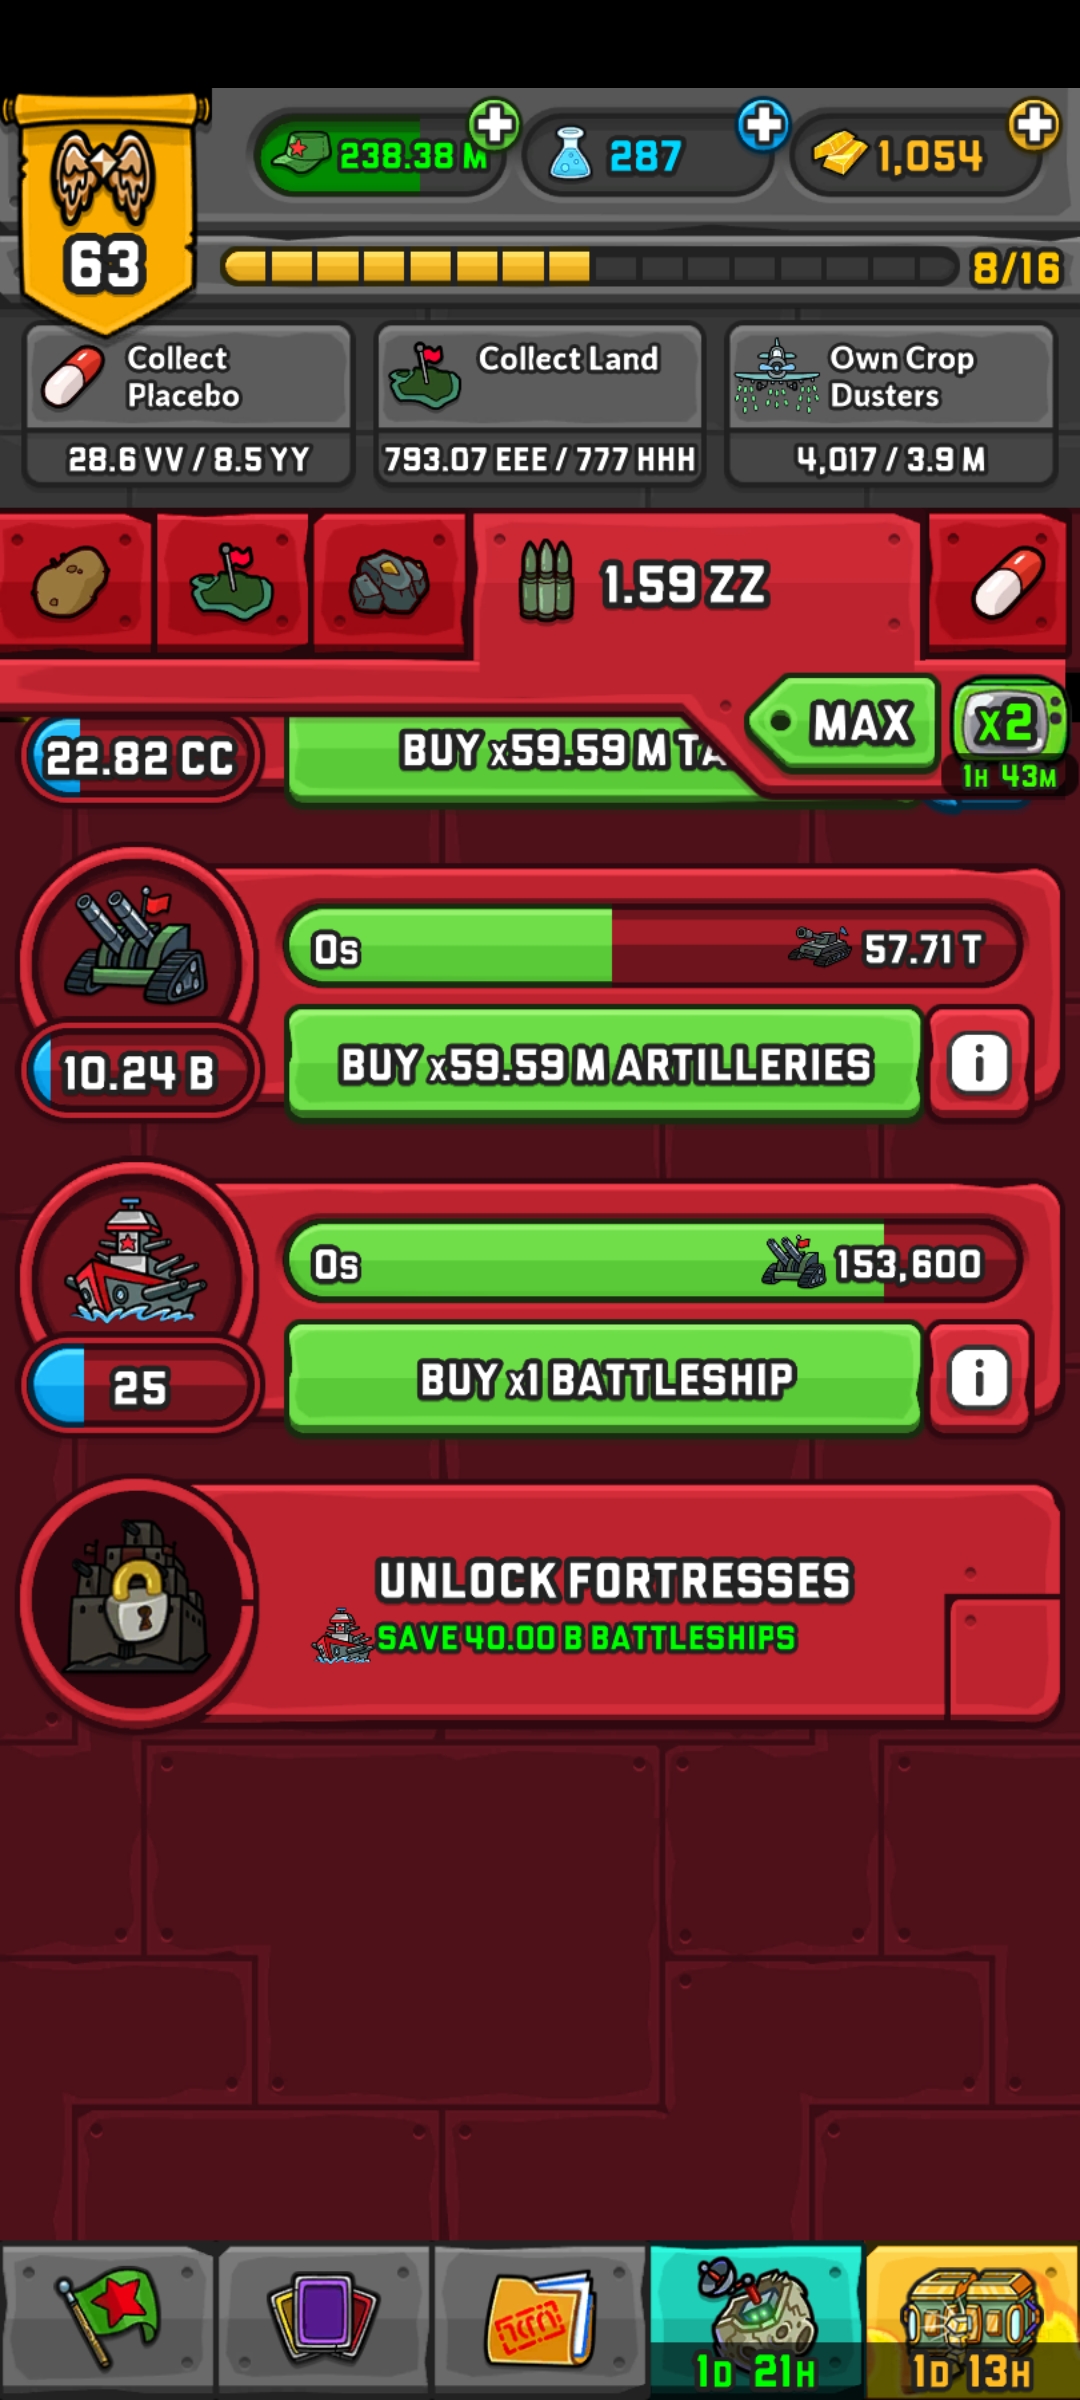 238.38 M
287
1,054
63
8/16
Collect
Placebo
28.6 VV / 8.5 YY
Collect Land
793.07 EEE / 777 HHH
Own Crop
Dusters
4,017 / 3.9 M
1.59 ZZ
MAX
x2
1H 43M
22.82 CC
BUY x59.59 M TA
0s
57.71 T
10.24 B
BUY x59.59 M ARTILLERIES
i
0s
153,600
25
BUY x1 BATTLESHIP
i
UNLOCK FORTRESSES
SAVE 40.00 B BATTLESHIPS
1D 21H
1D 13H